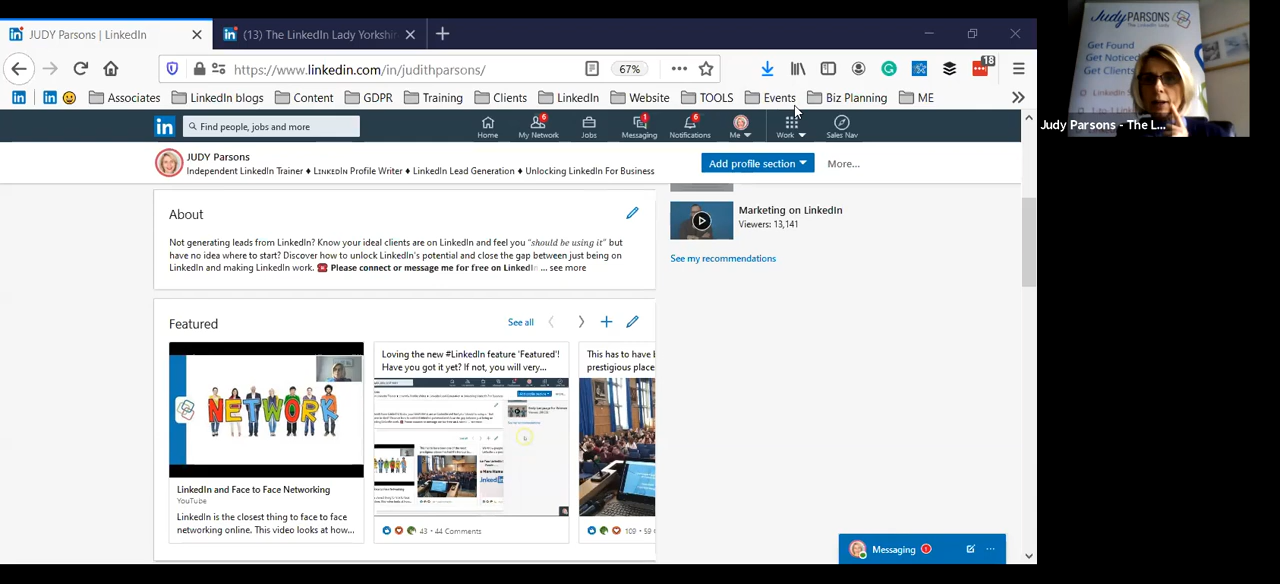 JUDY Parsons | LinkedIn
(13) The LinkedIn Lady Yorkshir
https://www.linkedin.com/in/judithparsons/
67%
18
Associates
LinkedIn blogs
Content
GDPR
Training
Clients
LinkedIn
Website
TOOLS
Events
Biz Planning
ME
Find people, jobs and more
Home
6
My Network
Jobs
1
Messaging
6
Notifications
Me
Work
Sales Nav
JUDY Parsons
Independent LinkedIn Trainer ♦ LINKEDIN Profile Writer ♦ LinkedIn Lead Generation ♦ Unlocking LinkedIn For Business
Add profile section
More...
About
Not generating leads from LinkedIn? Know your ideal clients are on LinkedIn and feel you "should be using it" but
have no idea where to start? Discover how to unlock LinkedIn's potential and close the gap between just being on
LinkedIn and making LinkedIn work. ☎ Please connect or message me for free on LinkedIn ... see more
Marketing on LinkedIn
Viewers: 13,141
See my recommendations
Featured
See all
NETWORK
LinkedIn and Face to Face Networking
YouTube
LinkedIn is the closest thing to face to face
networking online. This video looks at how...
Loving the new #LinkedIn feature 'Featured'!
Have you got it yet? If not, you will very...
43 • 44 Comments
This has to have b
prestigious place
109 • 59
Messaging
1
JudyPARSONS
Get Found
Get Noticed
Get Clients
Judy Parsons - The L...